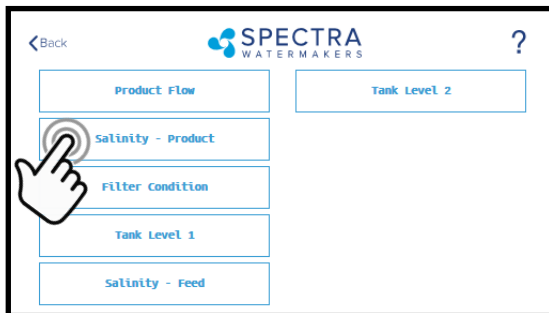 Back
SPECTRA
WATERMAKERS
?
Product Flow
Salinity - Product
Filter Condition
Tank Level 1
Salinity - Feed
Tank Level 2